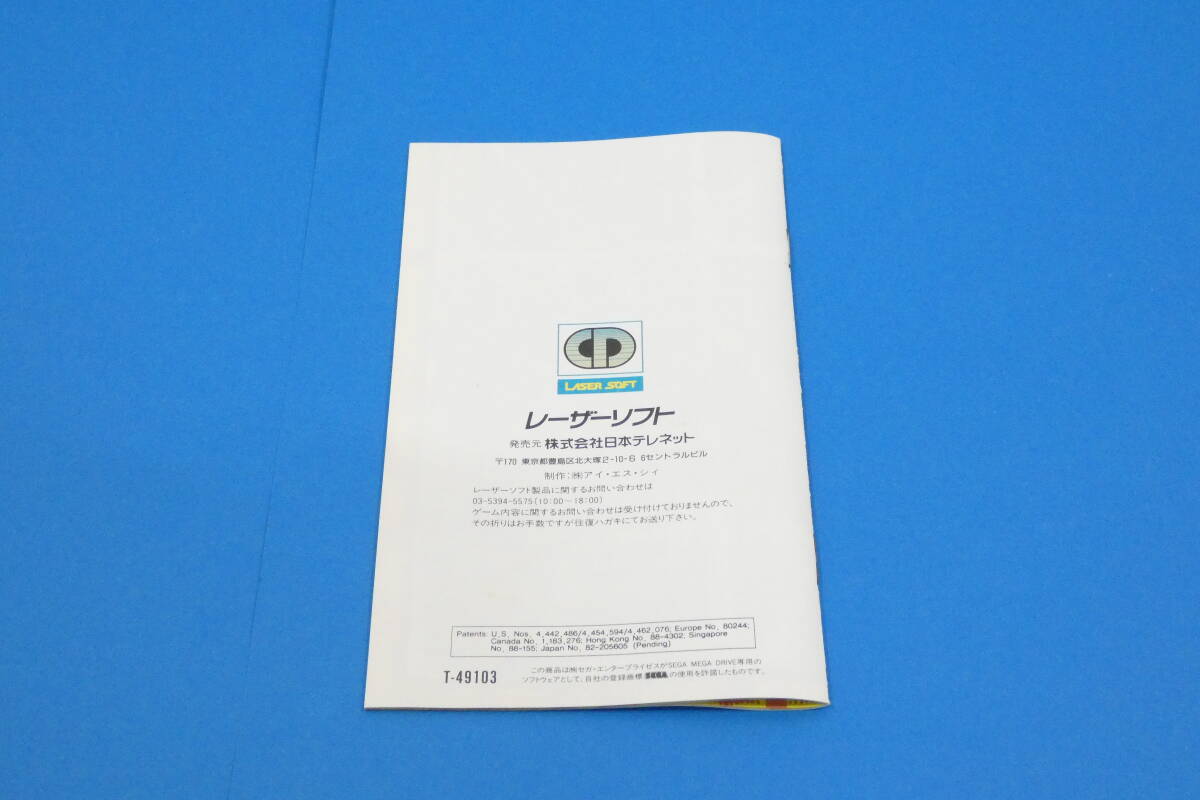 CD
LASER SOFT
レーザーソフト
発売元 株式会社日本テレネット
〒170 東京都豊島区北大塚2-10-6 6セントラルビル
制作:㈱アイ・エス・シィ
レーザーソフト製品に関するお問い合わせは
03-5394-5575(10:00〜18:00)
ゲーム内容に関するお問い合わせは受け付けておりませんので、
その折りはお手数ですが往復ハガキにてお送り下さい。
Patents: U.S. Nos. 4,442,486/4,454,594/4,462,076; Europe No. 80244;
Canada No. 1,183,276; Hong Kong No. 88-4302; Singapore
No. 88-155; Japan No. 82-205605 (Pending)
T-49103
この商品は㈱セガ・エンタープライゼスがSEGA MEGA DRIVE専用の
ソフトウェアとして、自社の登録商標 SEGA の使用を許諾したものです。